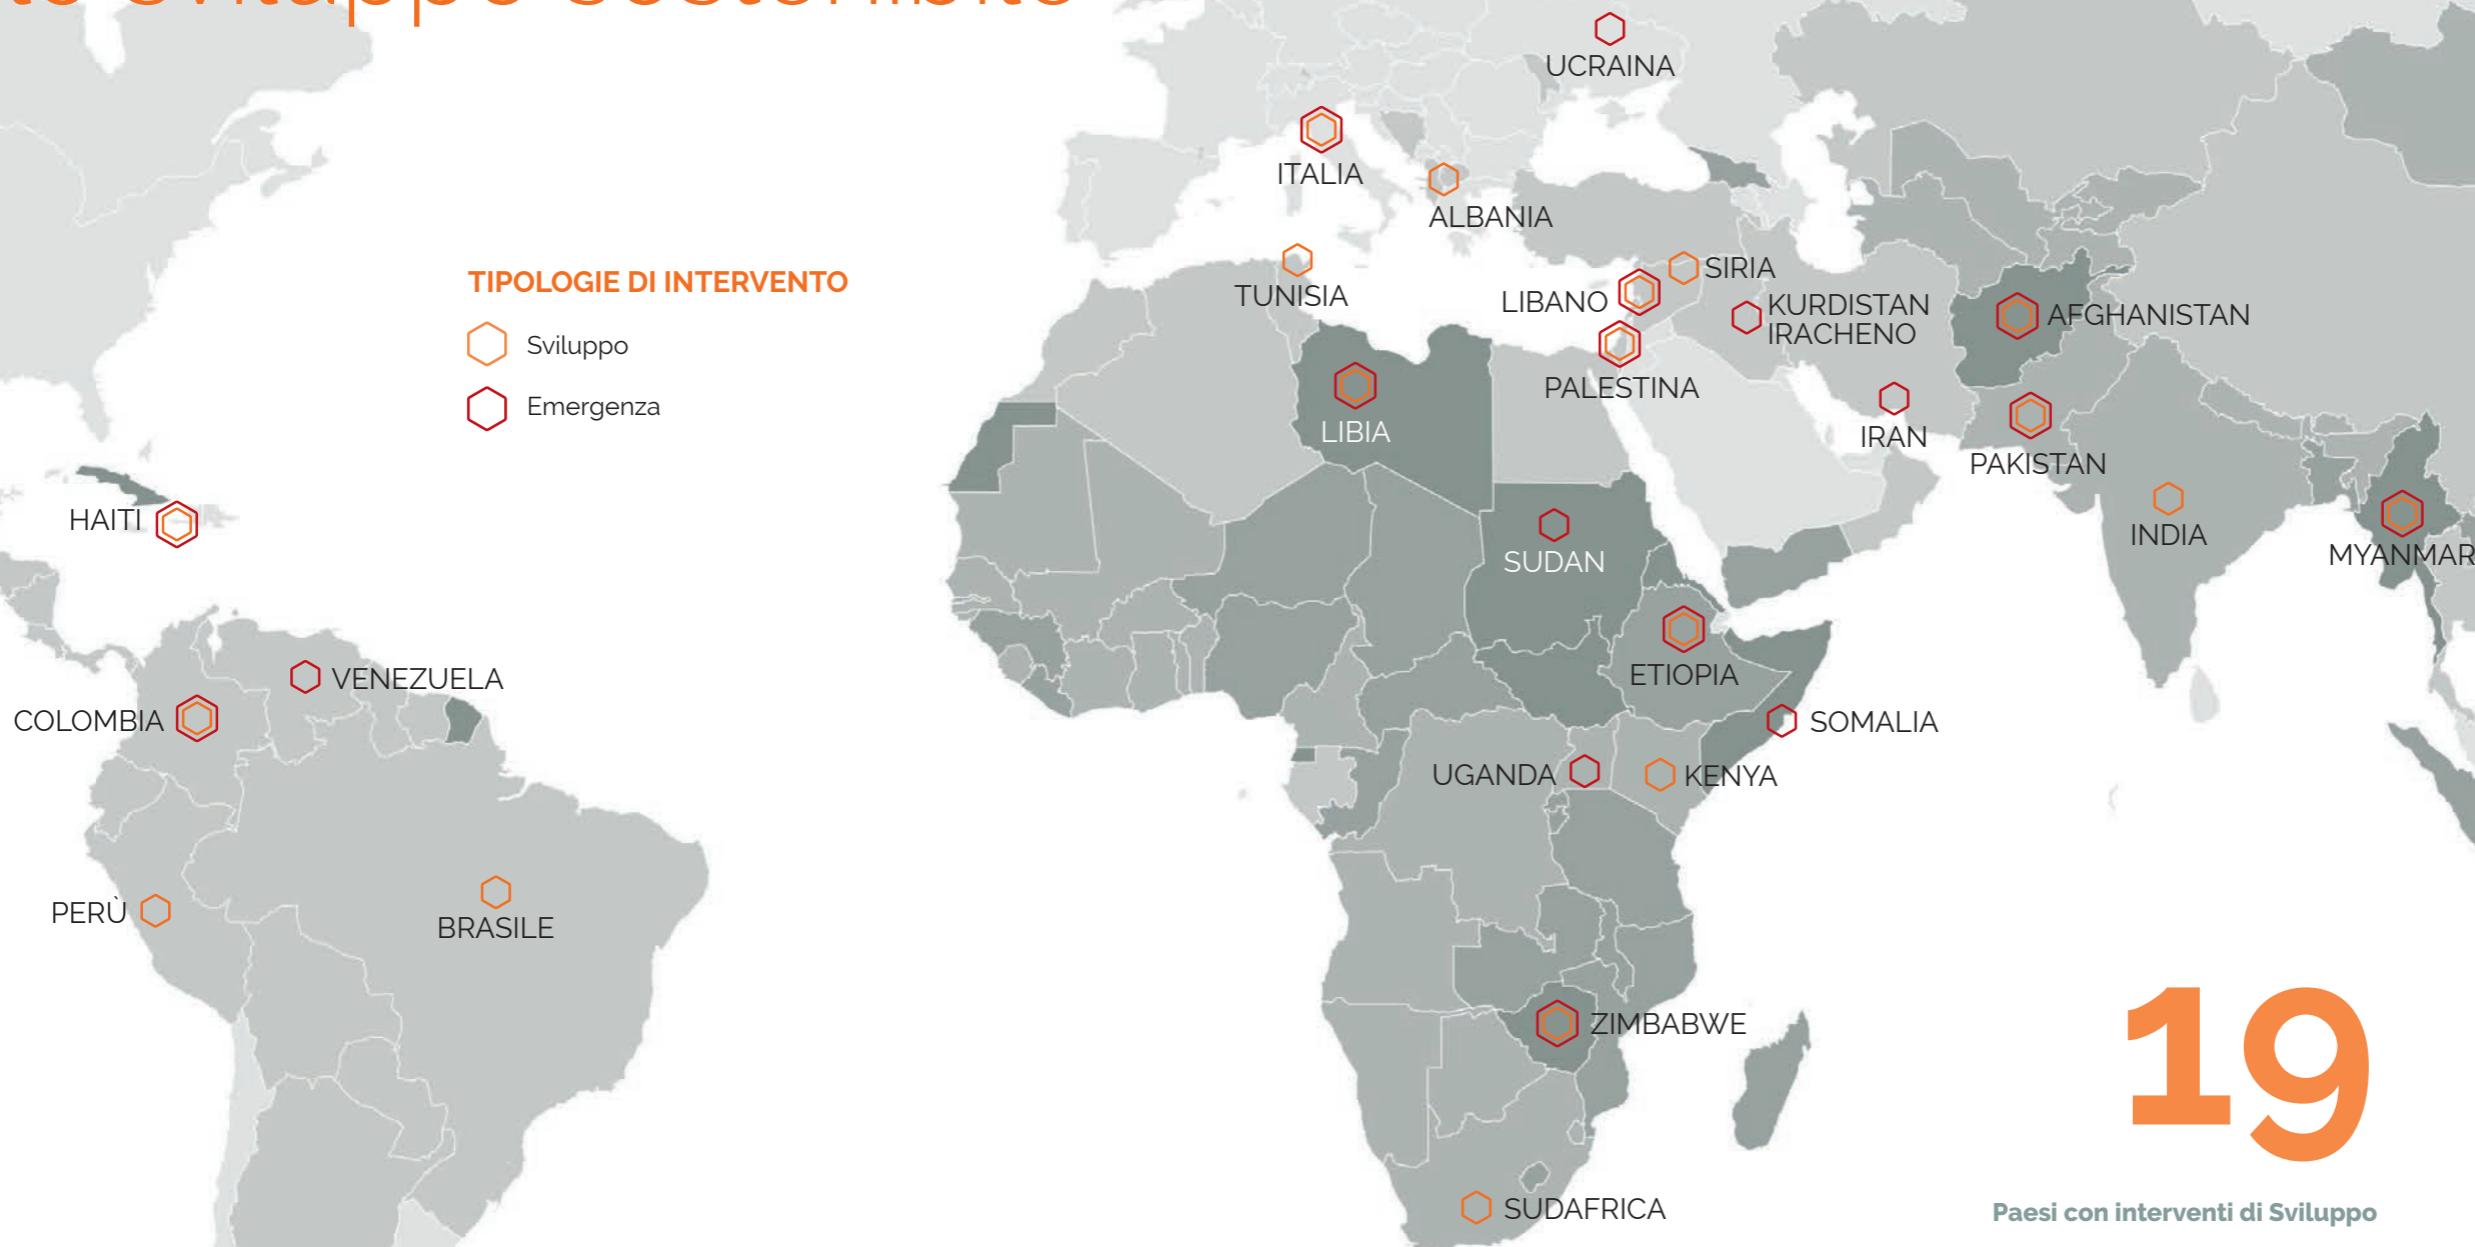 sviluppo sostenibile
UCRAINA
ITALIA
ALBANIA
TIPOLOGIE DI INTERVENTO
Sviluppo
Emergenza
TUNISIA
SIRIA
LIBANO
KURDISTAN
IRACHENO
AFGHANISTAN
PALESTINA
LIBIA
IRAN
PAKISTAN
HAITI
SUDAN
INDIA
MYANMAR
ETIOPIA
VENEZUELA
COLOMBIA
SOMALIA
UGANDA
KENYA
PERÙ
BRASILE
ZIMBABWE
SUDAFRICA
19
Paesi con interventi di Sviluppo